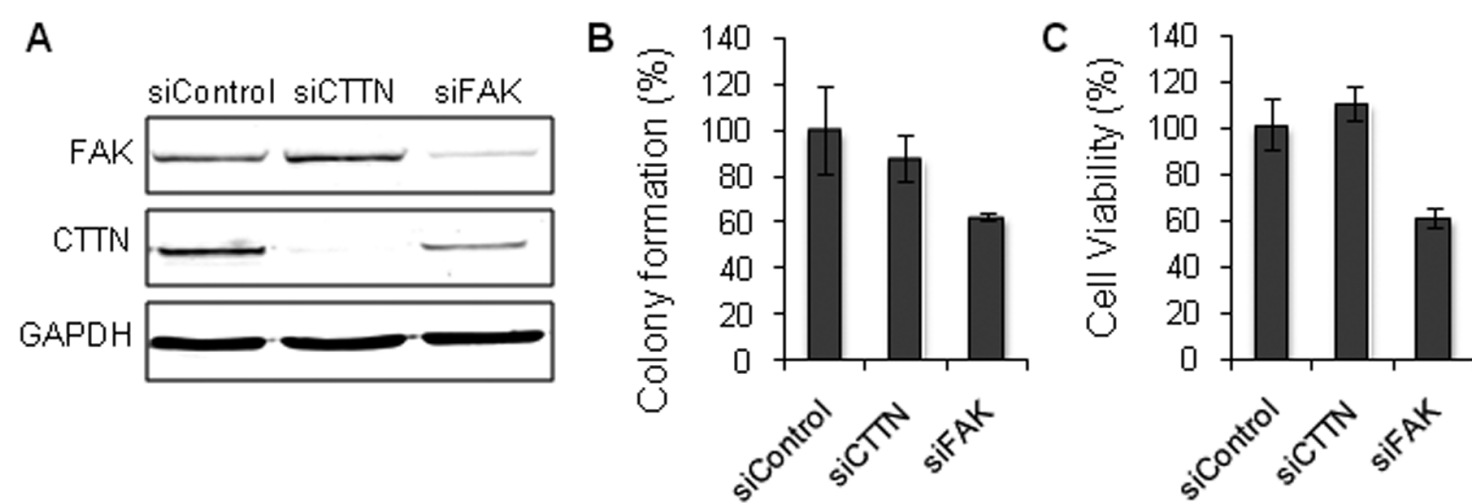 A
siControl siCTTN siFAK
FAK
CTTN
GAPDH
B
Colony formation (%)
140
120
100
80
60
40
20
0
siControl
siCTTN
siFAK
C
Cell Viability (%)
140
120
100
80
60
40
20
0
siControl
siCTTN
siFAK